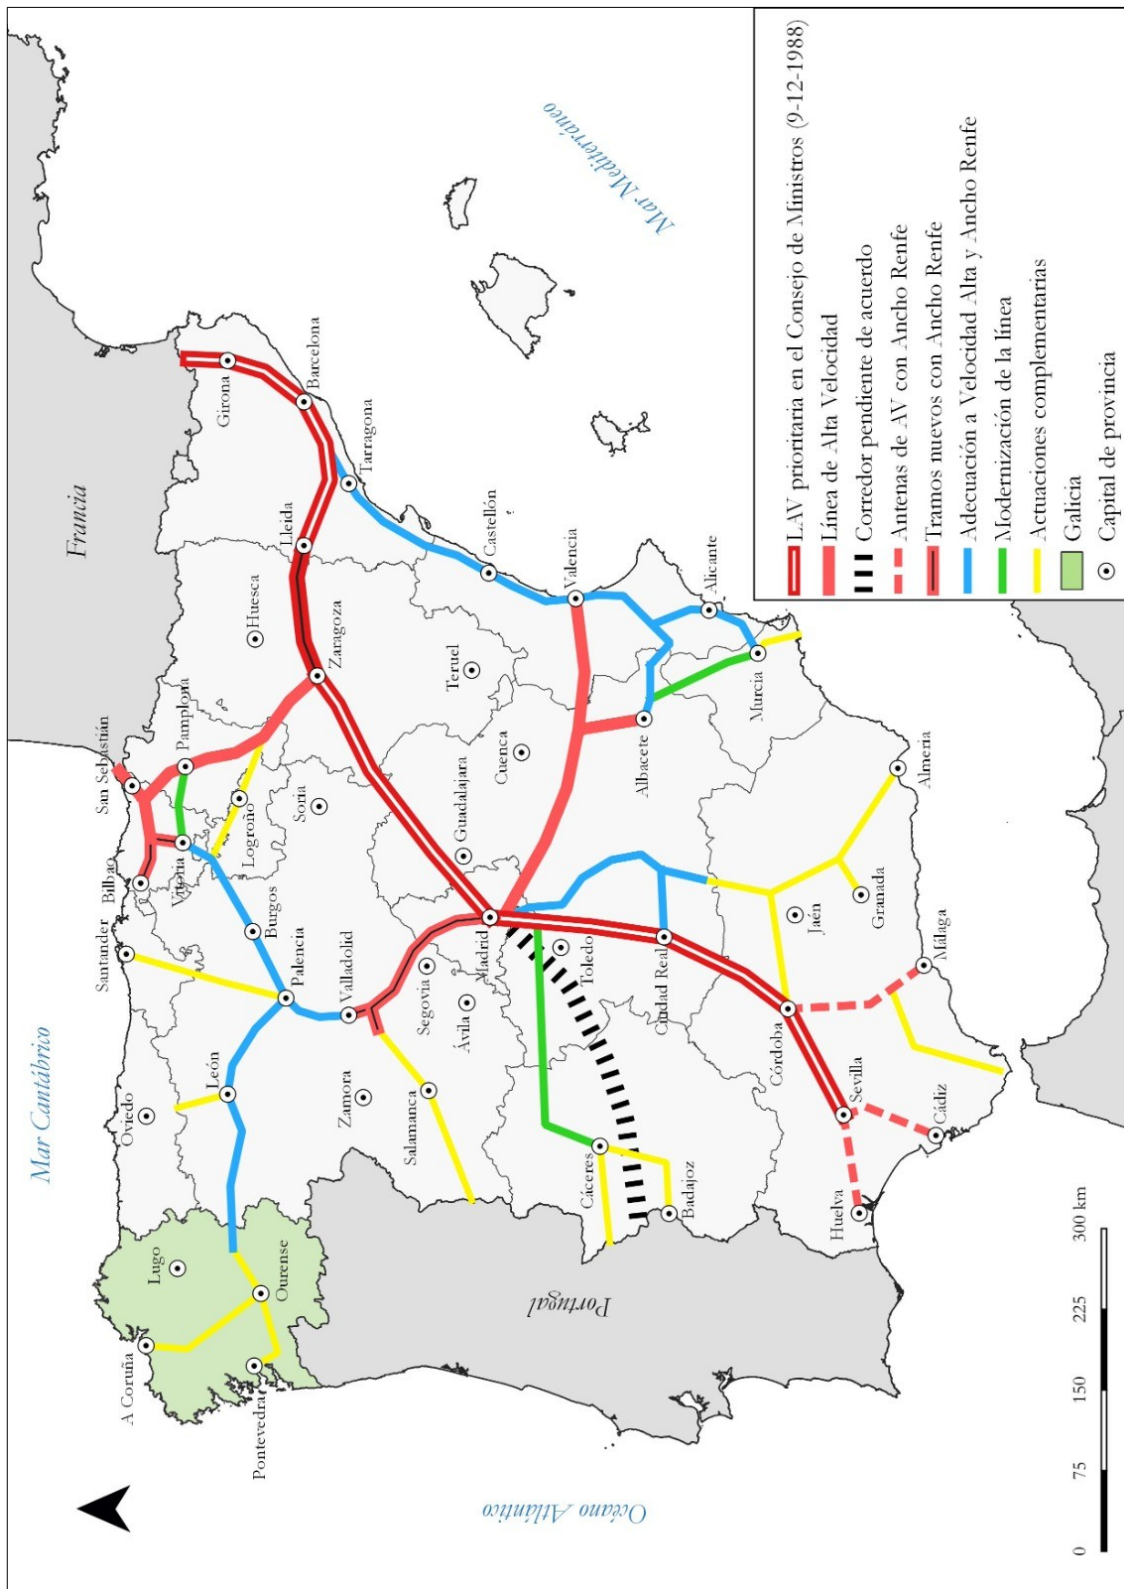 Mar Cantábrico
Francia
Océano Atlántico
Portugal
Mar Mediterráneo
A Coruña
Lugo
Pontevedra
Ourense
Oviedo
León
Santander
Palencia
Burgos
Bilbao
Vitoria
San Sebastián
Pamplona
Logroño
Soria
Huesca
Zaragoza
Teruel
Lleida
Girona
Barcelona
Tarragona
Zamora
Valladolid
Salamanca
Segovia
Ávila
Madrid
Guadalajara
Cuenca
Toledo
Ciudad Real
Albacete
Castellón
Valencia
Alicante
Murcia
Cáceres
Badajoz
Huelva
Sevilla
Cádiz
Córdoba
Málaga
Jaén
Granada
Almería
LAV prioritaria en el Consejo de Ministros (9-12-1988)
Línea de Alta Velocidad
Corredor pendiente de acuerdo
Antenas de AV con Ancho Renfe
Tramos nuevos con Ancho Renfe
Adecuación a Velocidad Alta y Ancho Renfe
Modernización de la línea
Actuaciones complementarias
Galicia
Capital de provincia
0 75 150 225 300 km